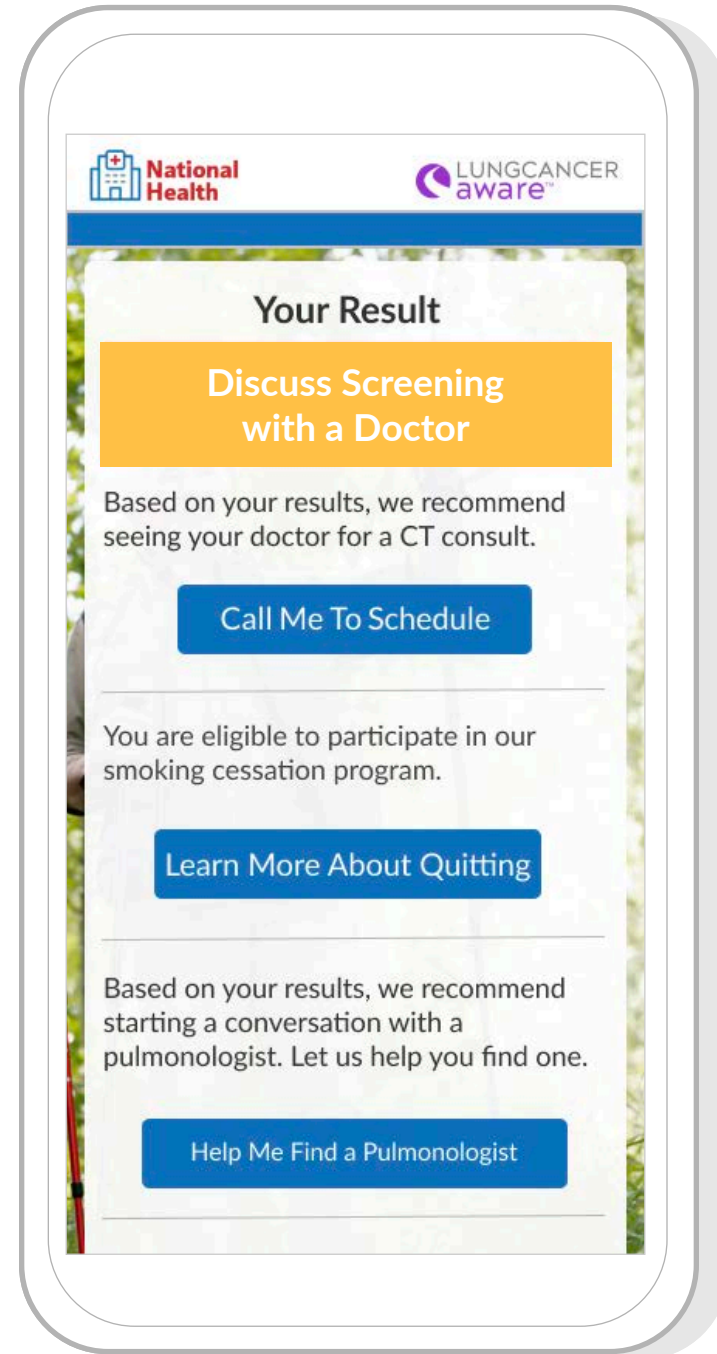 National
Health
LUNGCANCER
aware™
Your Result
Discuss Screening
with a Doctor
Based on your results, we recommend
seeing your doctor for a CT consult.
Call Me To Schedule
You are eligible to participate in our
smoking cessation program.
Learn More About Quitting
Based on your results, we recommend
starting a conversation with a
pulmonologist. Let us help you find one.
Help Me Find a Pulmonologist